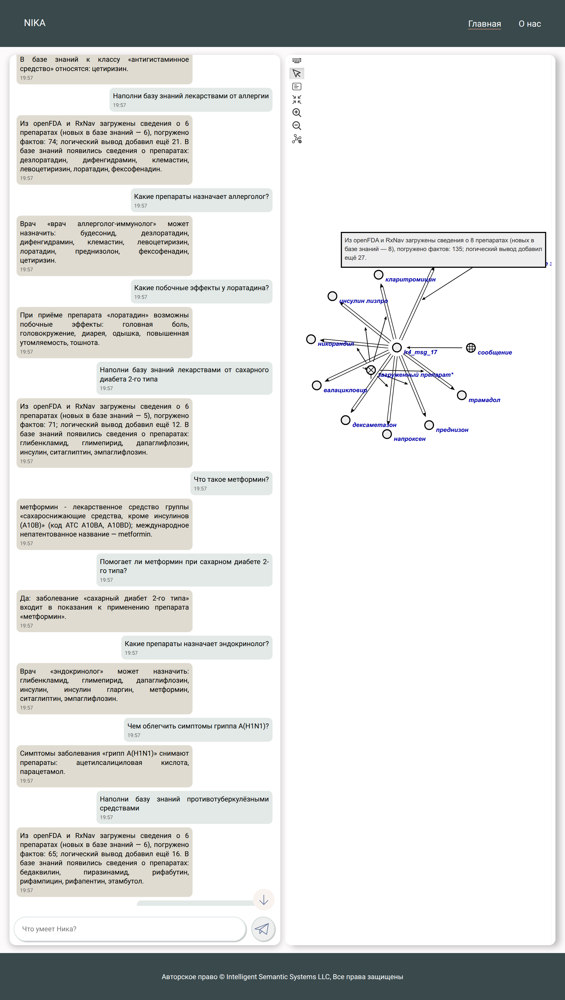 NIKA
Главная
О нас
В базе знаний к классу «антигистаминное
средство» относятся: цетиризин.
19:57
Наполни базу знаний лекарствами от аллергии
19:57
Из openFDA и RxNav загружены сведения о 6
препаратах (новых в базе знаний — 6), погружено
фактов: 74; логический вывод добавил ещё 21. В
базе знаний появились сведения о препаратах:
дезлоратадин, дифенгидрамин, клемастин,
левоцетиризин, лоратадин, фексофенадин.
19:57
Какие препараты назначает аллерголог?
19:57
Врач «врач аллерголог-иммунолог» может
назначить: будесонид, дезлоратадин,
дифенгидрамин, клемастин, левоцетиризин,
лоратадин, преднизолон, фексофенадин,
цетиризин.
19:57
Какие побочные эффекты у лоратадина?
19:57
При приёме препарата «лоратадин» возможны
побочные эффекты: головная боль,
головокружение, диарея, одышка, повышенная
утомляемость, тошнота.
19:57
Наполни базу знаний лекарствами от сахарного
диабета 2-го типа
19:57
Из openFDA и RxNav загружены сведения о 6
препаратах (новых в базе знаний — 5), погружено
фактов: 71; логический вывод добавил ещё 12. В
базе знаний появились сведения о препаратах:
глибенкламид, глимепирид, дапаглифлозин,
инсулин, ситаглиптин, эмпаглифлозин.
19:57
Что такое метформин?
19:57
метформин - лекарственное средство группы
«сахароснижающие средства, кроме инсулинов
(A10B)» (код АТС A10BA, A10BD); международное
непатентованное название — metformin.
19:57
Помогает ли метформин при сахарном диабете 2-
го типа?
19:57
Да: заболевание «сахарный диабет 2-го типа»
входит в показания к применению препарата
«метформин».
19:57
Какие препараты назначает эндокринолог?
19:57
Врач «эндокринолог» может назначить:
глибенкламид, глимепирид, дапаглифлозин,
инсулин, инсулин гларгин, метформин,
ситаглиптин, эмпаглифлозин.
19:57
Чем облегчить симптомы гриппа A(H1N1)?
19:57
Симптомы заболевания «грипп A(H1N1)» снимают
препараты: ацетилсалициловая кислота,
парацетамол.
19:57
Наполни базу знаний противотуберкулёзными
средствами
19:57
Из openFDA и RxNav загружены сведения о 6
препаратах (новых в базе знаний — 6), погружено
фактов: 65; логический вывод добавил ещё 16. В
базе знаний появились сведения о препаратах:
бедаквилин, пиразинамид, рифабутин,
рифампицин, рифапентин, этамбутол.
19:57
Что умеет Ника?
Из openFDA и RxNav загружены сведения о 8 препаратах (новых в
базе знаний — 8), погружено фактов: 135; логический вывод добавил
ещё 27.
кларитромицин
инсулин лизпро
никорандил
lr4_msg_17
сообщение
загруженный препарат*
валацикловир
трамадол
дексаметазон
преднизон
напроксен
Авторское право © Intelligent Semantic Systems LLC, Все права защищены